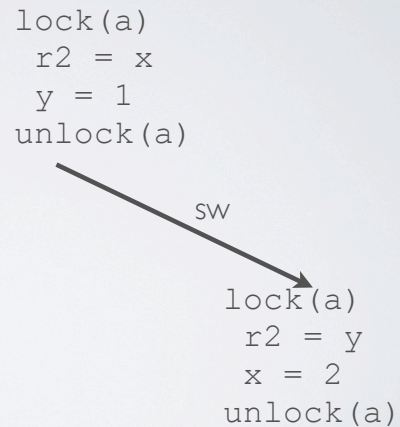 lock(a)
r2 = x
y = 1
unlock(a)
sw
lock(a)
r2 = y
x = 2
unlock(a)